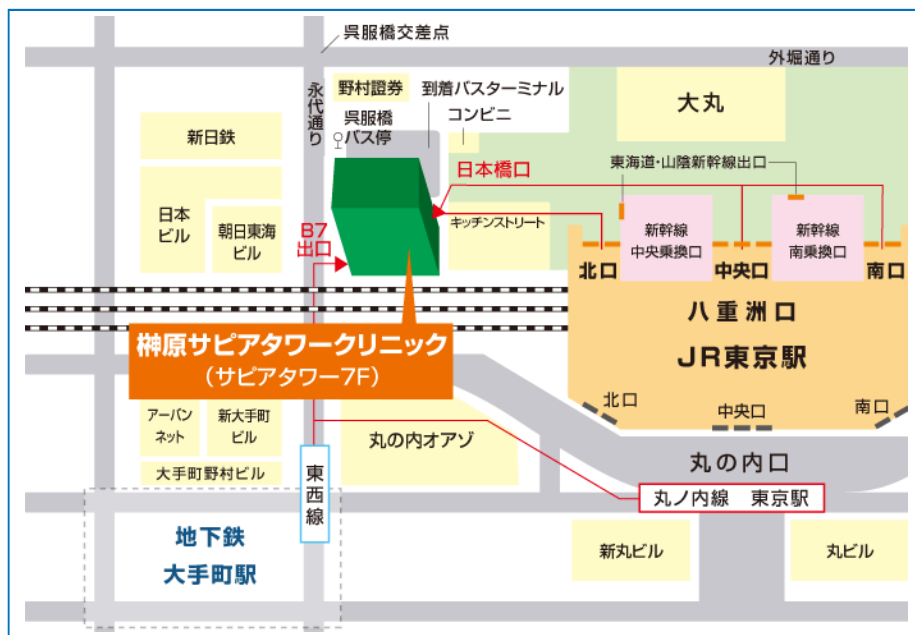 呉服橋交差点
外堀通り
永代通り
野村證券
到着バスターミナル
コンビニ
大丸
新日鉄
呉服橋
バス停
日本橋口
東海道・山陰新幹線出口
日本
ビル
朝日東海
ビル
B7
出口
キッチンストリート
新幹線
中央乗換口
新幹線
南乗換口
北口
中央口
南口
八重洲口
JR東京駅
榊原サピアタワークリニック
(サピアタワー7F)
北口
中央口
南口
アーバン
ネット
新大手町
ビル
丸の内オアゾ
丸の内口
大手町野村ビル
東西線
丸ノ内線 東京駅
地下鉄
大手町駅
新丸ビル
丸ビル